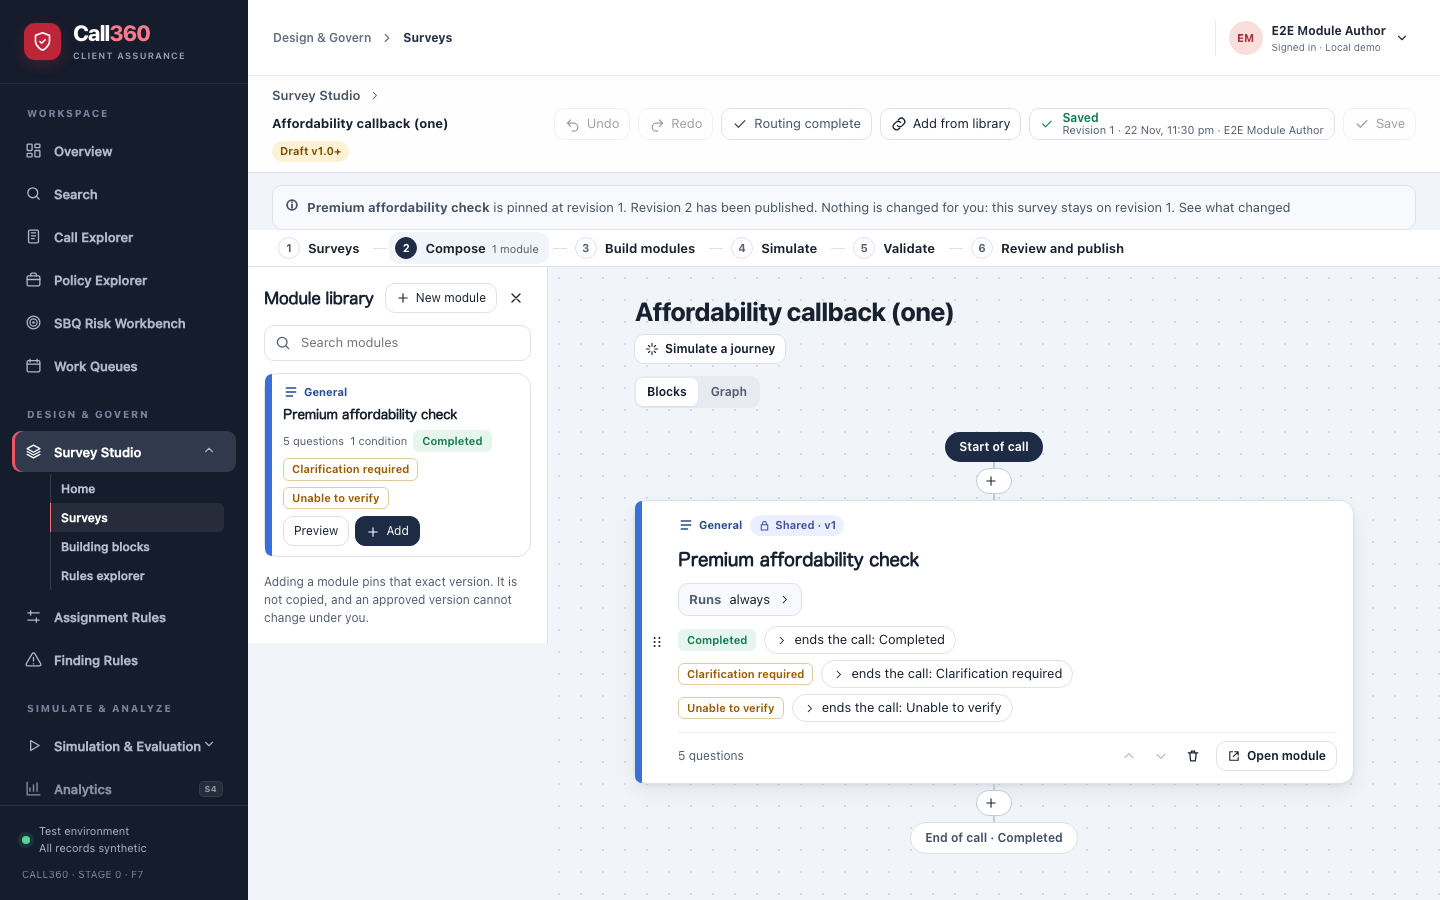 Call360
CLIENT ASSURANCE
WORKSPACE
Overview
Search
Call Explorer
Policy Explorer
SBQ Risk Workbench
Work Queues
DESIGN & GOVERN
Survey Studio
Home
Surveys
Building blocks
Rules explorer
Assignment Rules
Finding Rules
SIMULATE & ANALYZE
Simulation & Evaluation
Analytics S4
Test environment
All records synthetic
CALL360 · STAGE 0 · F7
Design & Govern > Surveys
EM
E2E Module Author
Signed in · Local demo
Survey Studio >
Affordability callback (one)
Draft v1.0+
Undo
Redo
Routing complete
Add from library
Saved
Revision 1 · 22 Nov, 11:30 pm · E2E Module Author
Save
Premium affordability check is pinned at revision 1. Revision 2 has been published. Nothing is changed for you: this survey stays on revision 1. See what changed
1 Surveys
2 Compose 1 module
3 Build modules
4 Simulate
5 Validate
6 Review and publish
Module library
+ New module
Search modules
General
Premium affordability check
5 questions 1 condition Completed
Clarification required
Unable to verify
Preview
+ Add
Adding a module pins that exact version. It is
not copied, and an approved version cannot
change under you.
Affordability callback (one)
Simulate a journey
Blocks Graph
Start of call
+
General Shared · v1
Premium affordability check
Runs always >
Completed > ends the call: Completed
Clarification required > ends the call: Clarification required
Unable to verify > ends the call: Unable to verify
5 questions
Open module
+
End of call · Completed